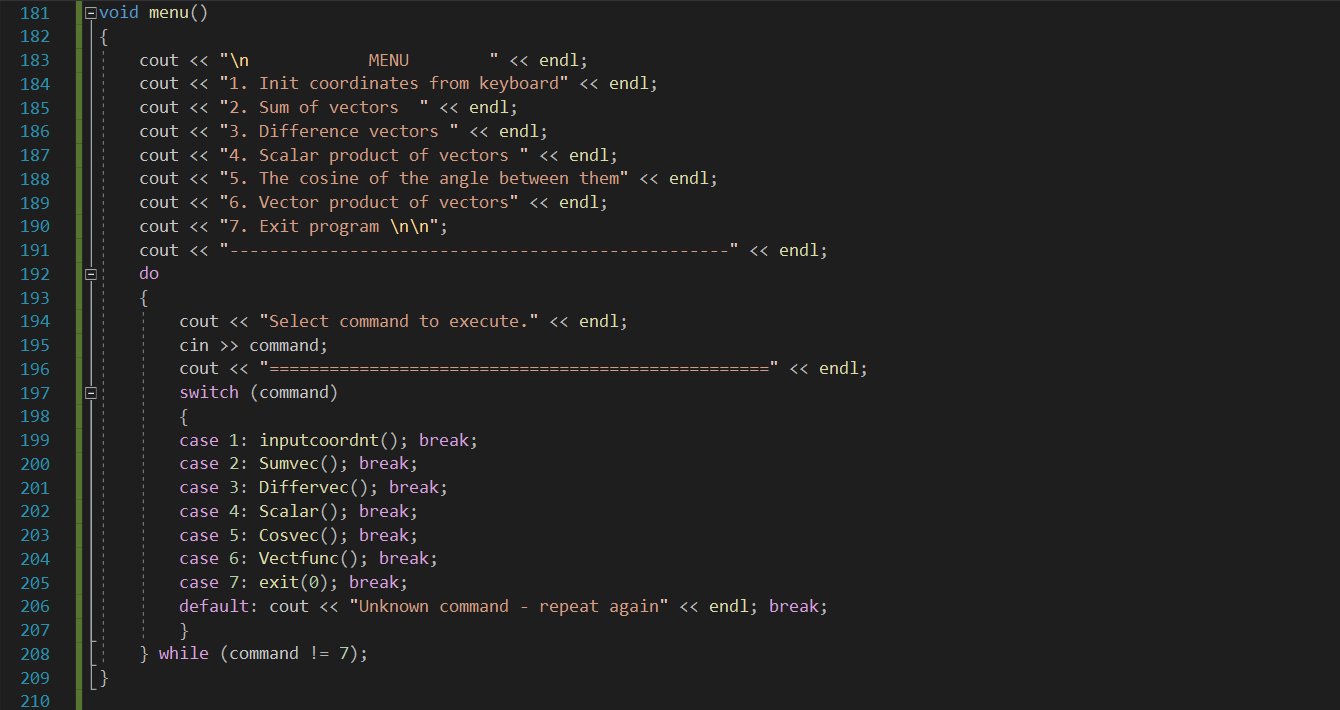 181 void menu()
182 {
183 cout << "\n            MENU        " << endl;
184 cout << "1. Init coordinates from keyboard" << endl;
185 cout << "2. Sum of vectors  " << endl;
186 cout << "3. Difference vectors " << endl;
187 cout << "4. Scalar product of vectors " << endl;
188 cout << "5. The cosine of the angle between them" << endl;
189 cout << "6. Vector product of vectors" << endl;
190 cout << "7. Exit program \n\n";
191 cout << "--------------------------------------------------" << endl;
192 do
193 {
194 cout << "Select command to execute." << endl;
195 cin >> command;
196 cout << "==================================================" << endl;
197 switch (command)
198 {
199 case 1: inputcoordnt(); break;
200 case 2: Sumvec(); break;
201 case 3: Differvec(); break;
202 case 4: Scalar(); break;
203 case 5: Cosvec(); break;
204 case 6: Vectfunc(); break;
205 case 7: exit(0); break;
206 default: cout << "Unknown command - repeat again" << endl; break;
207 }
208 } while (command != 7);
209 }
210